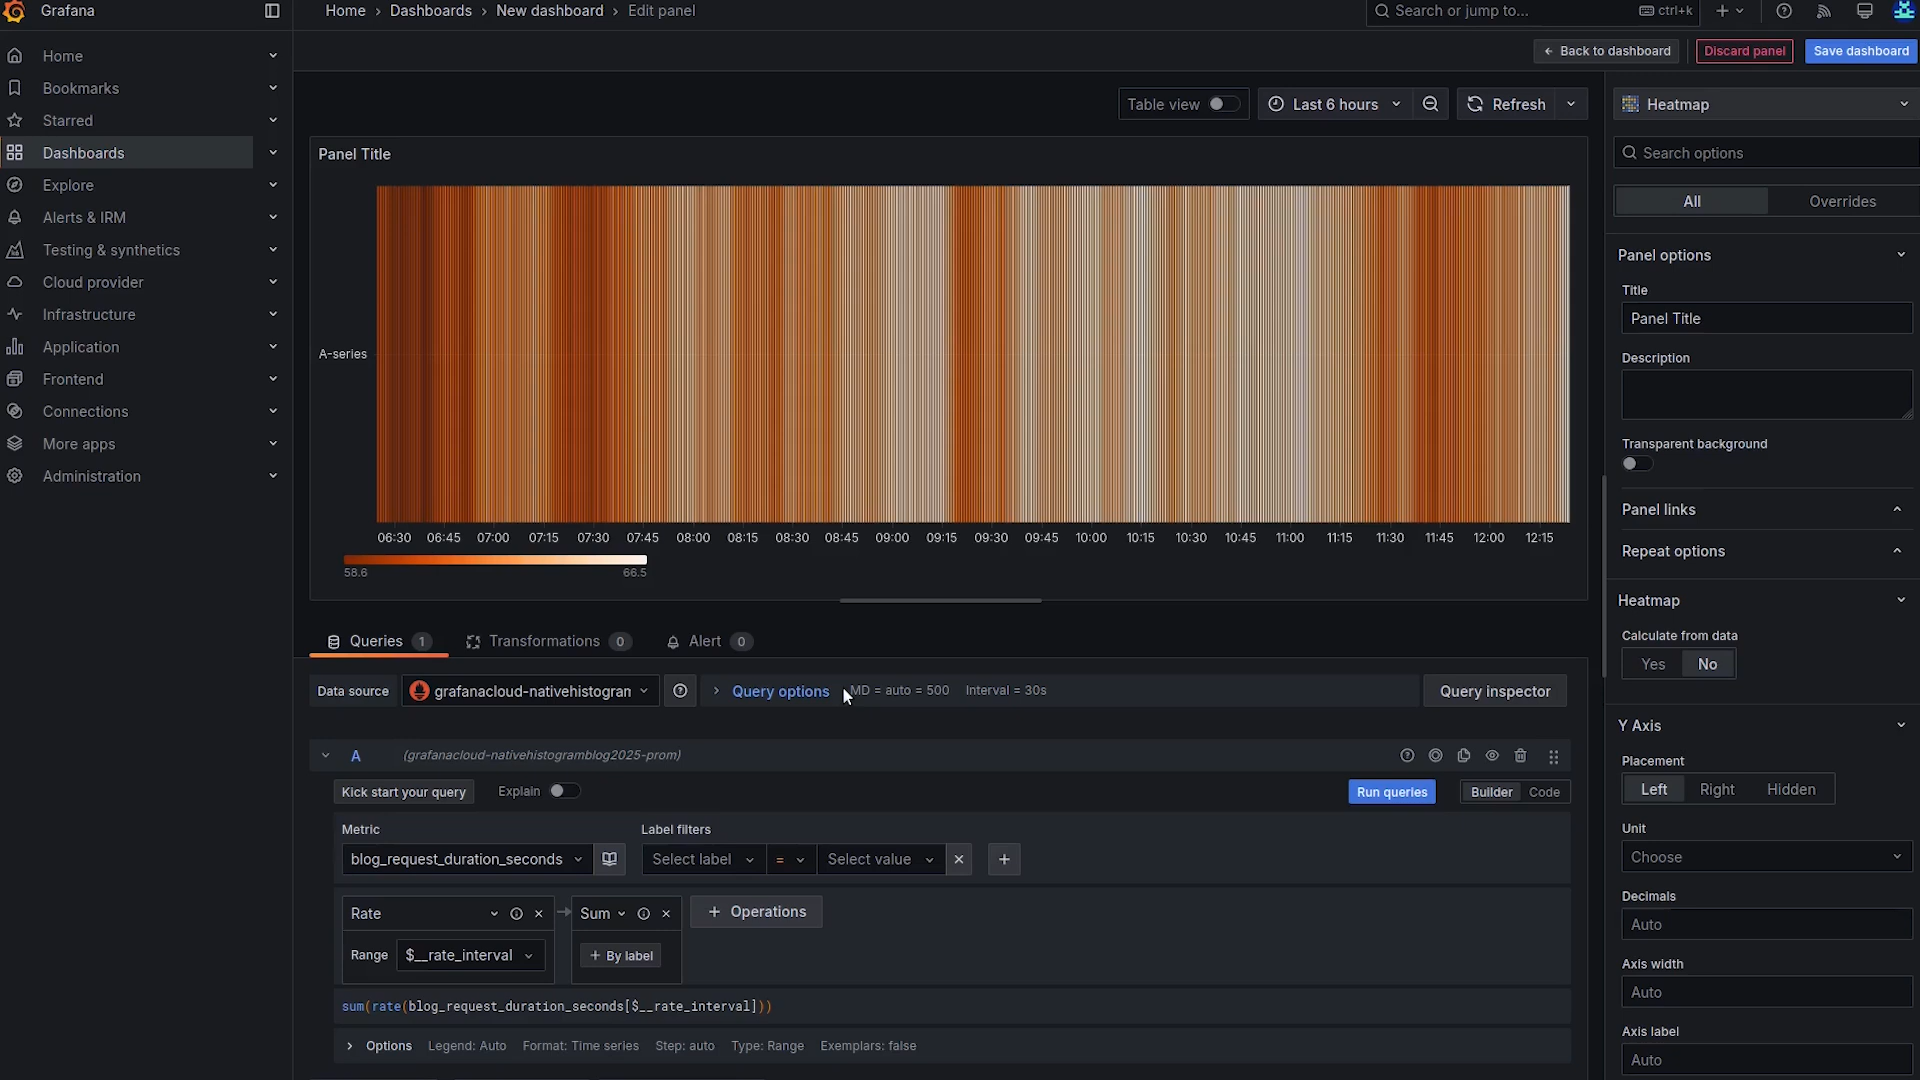 Grafana
Home › Dashboards › New dashboard › Edit panel
Search or jump to...
ctrl+k
Back to dashboard
Discard panel
Save dashboard
Home
Bookmarks
Starred
Dashboards
Explore
Alerts & IRM
Testing & synthetics
Cloud provider
Infrastructure
Application
Frontend
Connections
More apps
Administration
Table view
Last 6 hours
Refresh
Panel Title
A-series
06:30 06:45 07:00 07:15 07:30 07:45 08:00 08:15 08:30 08:45 09:00 09:15 09:30 09:45 10:00 10:15 10:30 10:45 11:00 11:15 11:30 11:45 12:00 12:15
58.6 66.5
Queries 1
Transformations 0
Alert 0
Data source
grafanacloud-nativehistogran
Query options
MD = auto = 500 Interval = 30s
Query inspector
A (grafanacloud-nativehistogramblog2025-prom)
Kick start your query
Explain
Run queries
Builder Code
Metric
Label filters
blog_request_duration_seconds
Select label
=
Select value
Rate
Sum
+ Operations
Range
$__rate_interval
+ By label
sum(rate(blog_request_duration_seconds[$__rate_interval]))
Options Legend: Auto Format: Time series Step: auto Type: Range Exemplars: false
Heatmap
Search options
All Overrides
Panel options
Title
Panel Title
Description
Transparent background
Panel links
Repeat options
Heatmap
Calculate from data
Yes No
Y Axis
Placement
Left Right Hidden
Unit
Choose
Decimals
Auto
Axis width
Auto
Axis label
Auto